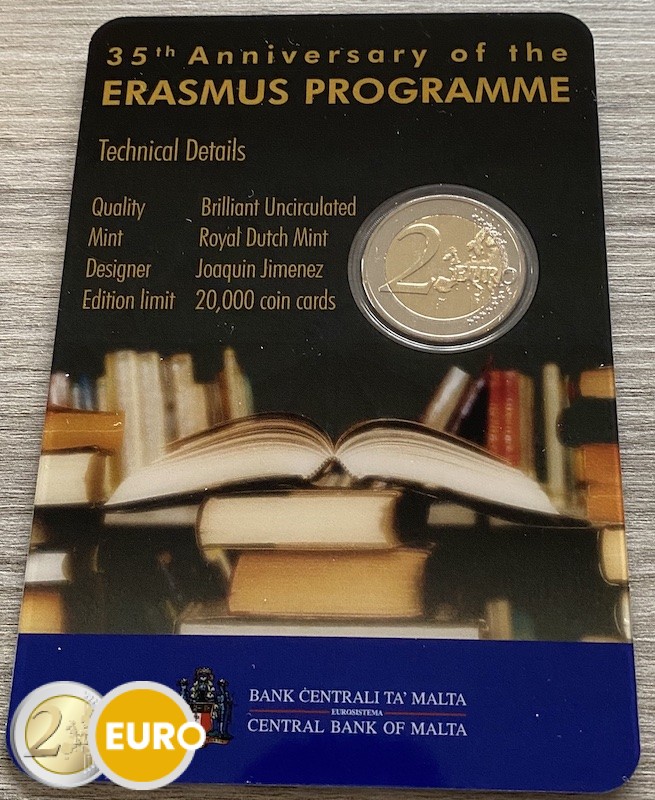 35th Anniversary of the
ERASMUS PROGRAMME
Technical Details
Quality Brilliant Uncirculated
Mint Royal Dutch Mint
Designer Joaquin Jimenez
Edition limit 20,000 coin cards
2 EURO
BANK ĊENTRALI TA' MALTA
EUROSISTEMA
CENTRAL BANK OF MALTA
2 EURO